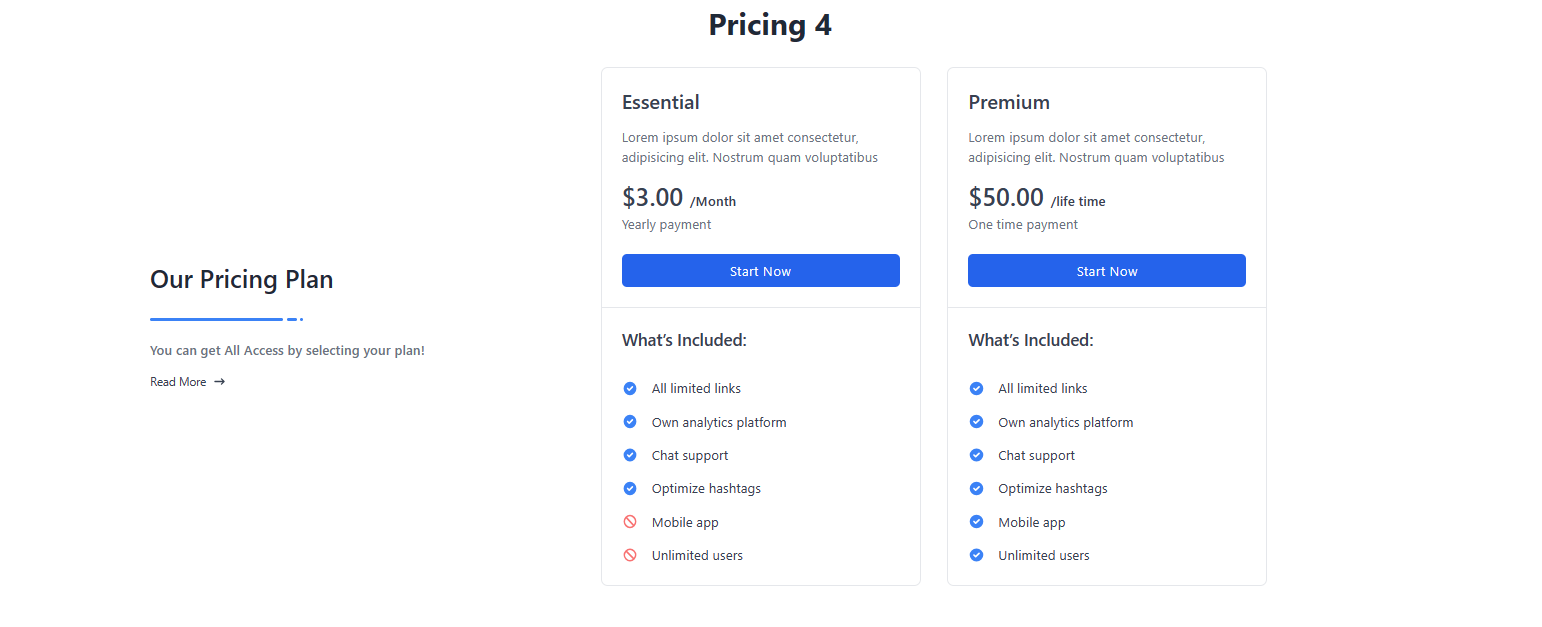 Pricing 4
Our Pricing Plan
You can get All Access by selecting your plan!
Read More
Essential
Lorem ipsum dolor sit amet consectetur,
adipisicing elit. Nostrum quam voluptatibus
$3.00 /Month
Yearly payment
Start Now
What’s Included:
All limited links
Own analytics platform
Chat support
Optimize hashtags
Mobile app
Unlimited users
Premium
Lorem ipsum dolor sit amet consectetur,
adipisicing elit. Nostrum quam voluptatibus
$50.00 /life time
One time payment
Start Now
What’s Included:
All limited links
Own analytics platform
Chat support
Optimize hashtags
Mobile app
Unlimited users